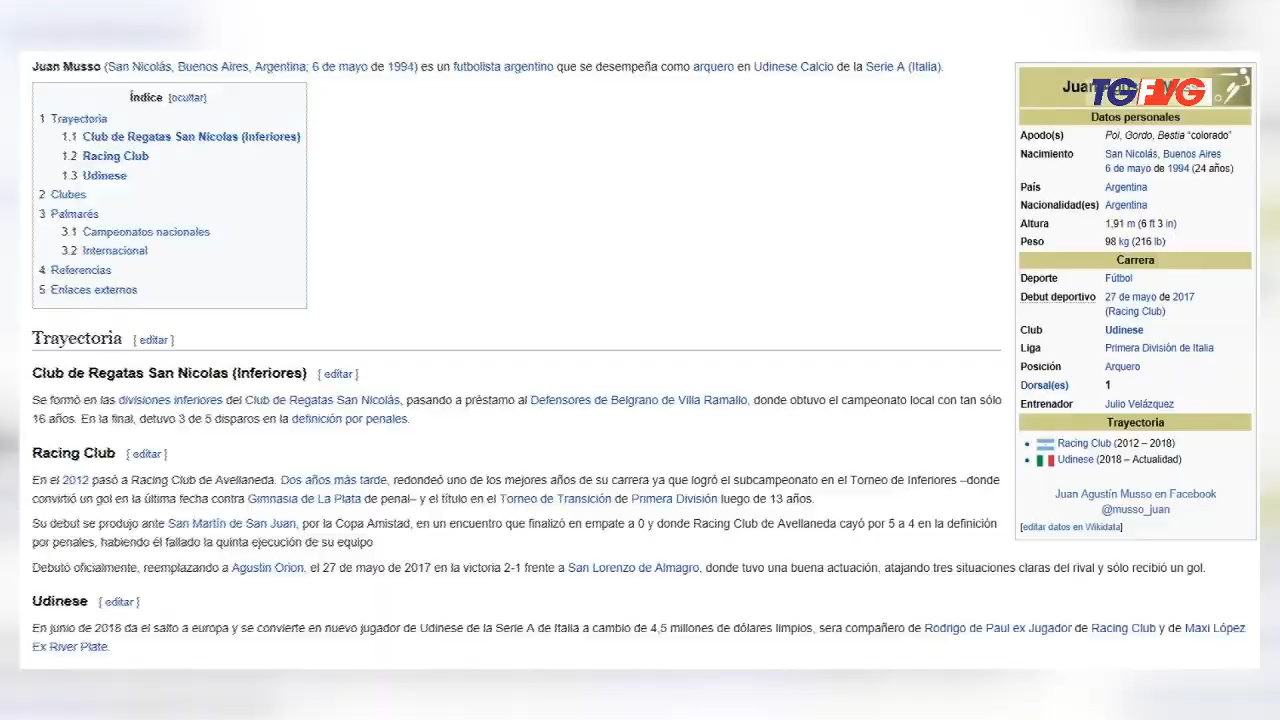 Juan Musso (San Nicolás, Buenos Aires, Argentina; 6 de mayo de 1994) es un futbolista argentino que se desempeña como arquero en Udinese Calcio de la Serie A (Italia).
Índice [ocultar]
1 Trayectoria
1.1 Club de Regatas San Nicolas (Inferiores)
1.2 Racing Club
1.3 Udinese
2 Clubes
3 Palmarés
3.1 Campeonatos nacionales
3.2 Internacional
4 Referencias
5 Enlaces externos
Trayectoria [ editar ]
Club de Regatas San Nicolas (Inferiores) [ editar ]
Se formó en las divisiones inferiores del Club de Regatas San Nicolás, pasando a préstamo al Defensores de Belgrano de Villa Ramallo, donde obtuvo el campeonato local con tan sólo
16 años. En la final, detuvo 3 de 5 disparos en la definición por penales.
Racing Club [ editar ]
En el 2012 pasó a Racing Club de Avellaneda. Dos años más tarde, redondeó uno de los mejores años de su carrera ya que logró el subcampeonato en el Torneo de Inferiores –donde
convirtió un gol en la última fecha contra Gimnasia de La Plata de penal– y el título en el Torneo de Transición de Primera División luego de 13 años.
Su debut se produjo ante San Martín de San Juan, por la Copa Amistad, en un encuentro que finalizó en empate a 0 y donde Racing Club de Avellaneda cayó por 5 a 4 en la definición
por penales, habiendo él fallado la quinta ejecución de su equipo
Debutó oficialmente, reemplazando a Agustin Orion. el 27 de mayo de 2017 en la victoria 2-1 frente a San Lorenzo de Almagro, donde tuvo una buena actuación, atajando tres situaciones claras del rival y sólo recibió un gol.
Udinese [ editar ]
En junio de 2018 da el salto a europa y se convierte en nuevo jugador de Udinese de la Serie A de Italia a cambio de 4,5 millones de dólares limpios, sera compañero de Rodrigo de Paul ex Jugador de Racing Club y de Maxi López
Ex River Plate.
Juan
TGFVG
Datos personales
Apodo(s) Pol, Gordo, Bestia "colorado"
Nacimiento San Nicolás, Buenos Aires
6 de mayo de 1994 (24 años)
País Argentina
Nacionalidad(es) Argentina
Altura 1,91 m (6 ft 3 in)
Peso 98 kg (216 lb)
Carrera
Deporte Fútbol
Debut deportivo 27 de mayo de 2017
(Racing Club)
Club Udinese
Liga Primera División de Italia
Posición Arquero
Dorsal(es) 1
Entrenador Julio Velázquez
Trayectoria
• Racing Club (2012 – 2018)
• Udinese (2018 – Actualidad)
Juan Agustín Musso en Facebook
@musso_juan
[editar datos en Wikidata]